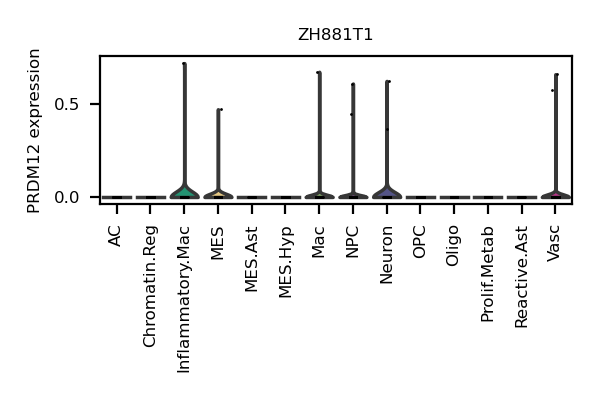 ZH881T1
PRDM12 expression
0.5
0.0
AC
Chromatin.Reg
Inflammatory.Mac
MES
MES.Ast
MES.Hyp
Mac
NPC
Neuron
OPC
Oligo
Prolif.Metab
Reactive.Ast
Vasc